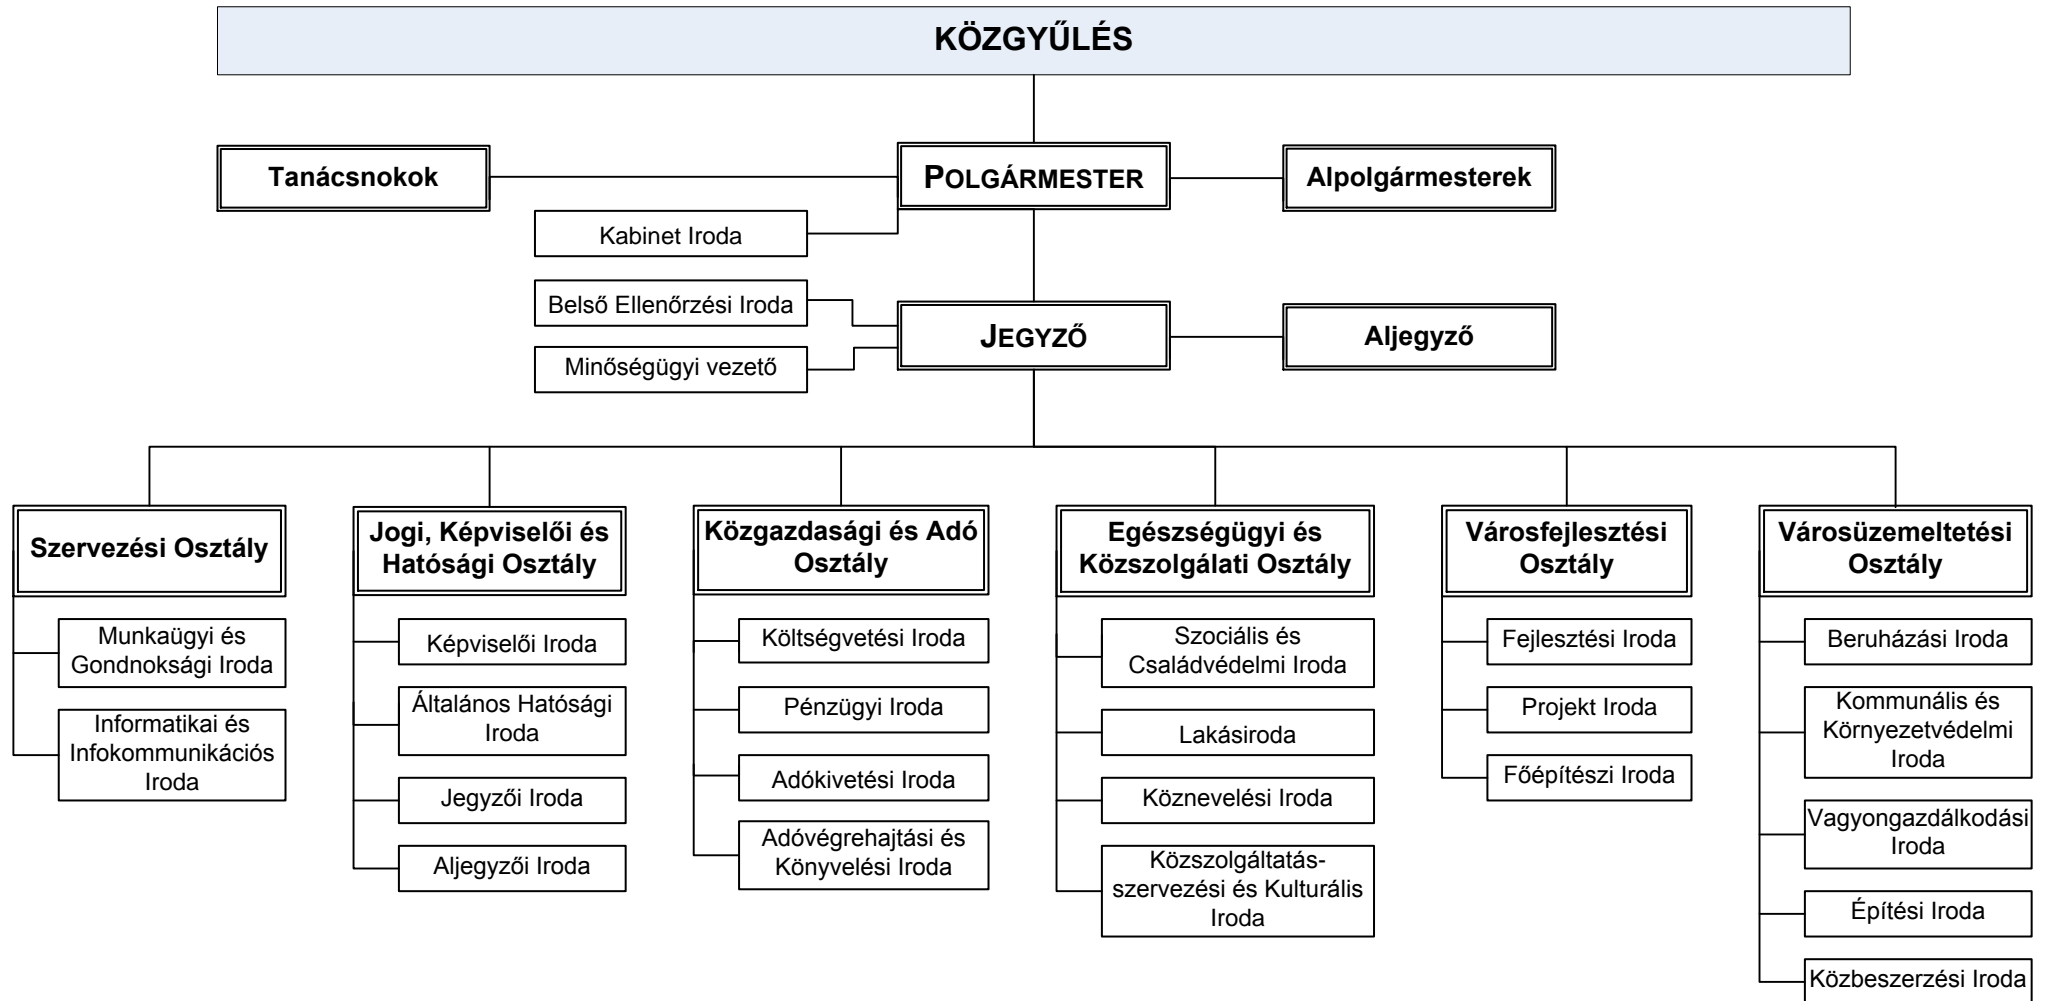 KÖZGYŰLÉS
Tanácsnokok
POLGÁRMESTER
Alpolgármesterek
Kabinet Iroda
Belső Ellenőrzési Iroda
JEGYZŐ
Aljegyző
Minőségügyi vezető
Szervezési Osztály
Munkaügyi és
Gondnoksági Iroda
Informatikai és
Infokommunikációs
Iroda
Jogi, Képviselői és
Hatósági Osztály
Képviselői Iroda
Általános Hatósági
Iroda
Jegyzői Iroda
Aljegyzői Iroda
Közgazdasági és Adó
Osztály
Költségvetési Iroda
Pénzügyi Iroda
Adókivetési Iroda
Adóvégrehajtási és
Könyvelési Iroda
Egészségügyi és
Közszolgálati Osztály
Szociális és
Családvédelmi Iroda
Lakásiroda
Köznevelési Iroda
Közszolgáltatás-
szervezési és Kulturális
Iroda
Városfejlesztési
Osztály
Fejlesztési Iroda
Projekt Iroda
Főépítészi Iroda
Városüzemeltetési
Osztály
Beruházási Iroda
Kommunális és
Környezetvédelmi
Iroda
Vagyongazdálkodási
Iroda
Építési Iroda
Közbeszerzési Iroda